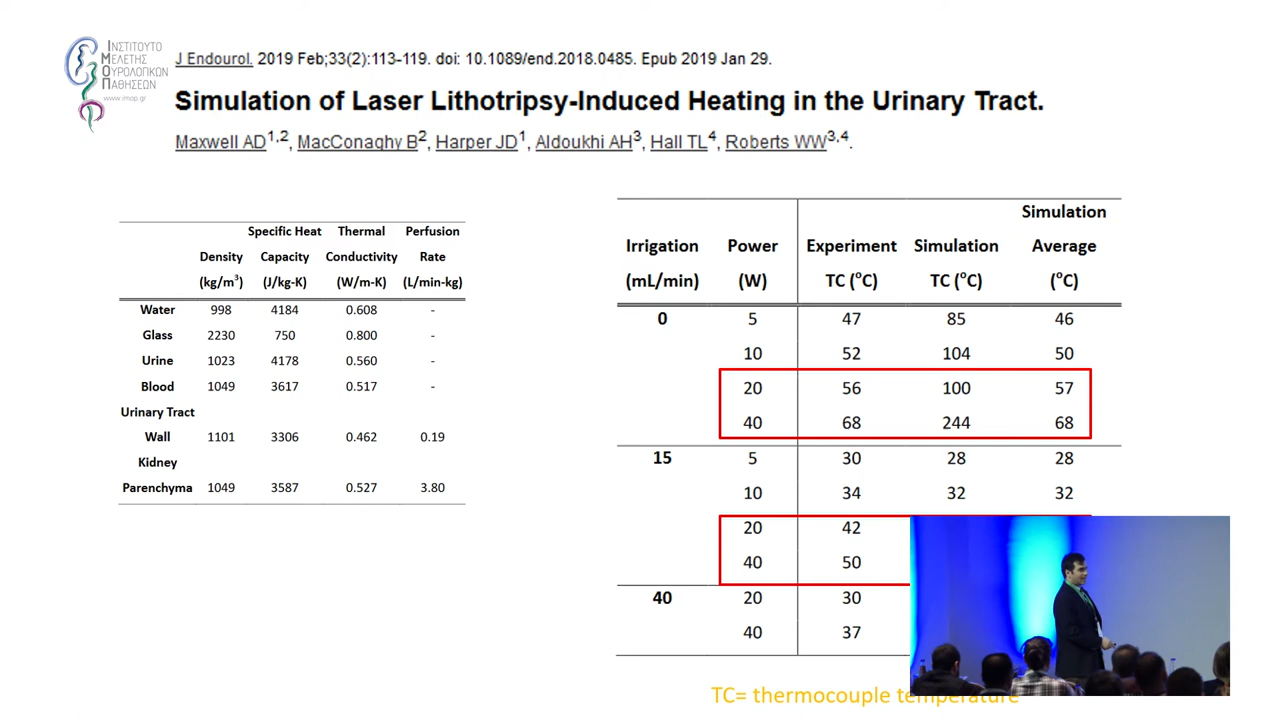 ΙΝΣΤΙΤΟΥΤΟ
ΜΕΛΕΤΗΣ
ΟΥΡΟΛΟΓΙΚΩΝ
ΠΑΘΗΣΕΩΝ
www.imop.gr
J Endourol. 2019 Feb;33(2):113-119. doi: 10.1089/end.2018.0485. Epub 2019 Jan 29.
Simulation of Laser Lithotripsy-Induced Heating in the Urinary Tract.
Maxwell AD1,2, MacConaghy B2, Harper JD1, Aldoukhi AH3, Hall TL4, Roberts WW3,4.
Specific Heat Thermal Perfusion
Density Capacity Conductivity Rate
(kg/m3) (J/kg-K) (W/m-K) (L/min-kg)
Water 998 4184 0.608 -
Glass 2230 750 0.800 -
Urine 1023 4178 0.560 -
Blood 1049 3617 0.517 -
Urinary Tract
Wall 1101 3306 0.462 0.19
Kidney
Parenchyma 1049 3587 0.527 3.80
Simulation
Irrigation Power Experiment Simulation Average
(mL/min) (W) TC (oC) TC (oC) (oC)
0 5 47 85 46
10 52 104 50
20 56 100 57
40 68 244 68
15 5 30 28 28
10 34 32 32
20 42
40 50
40 20 30
40 37
TC= thermocouple temperature